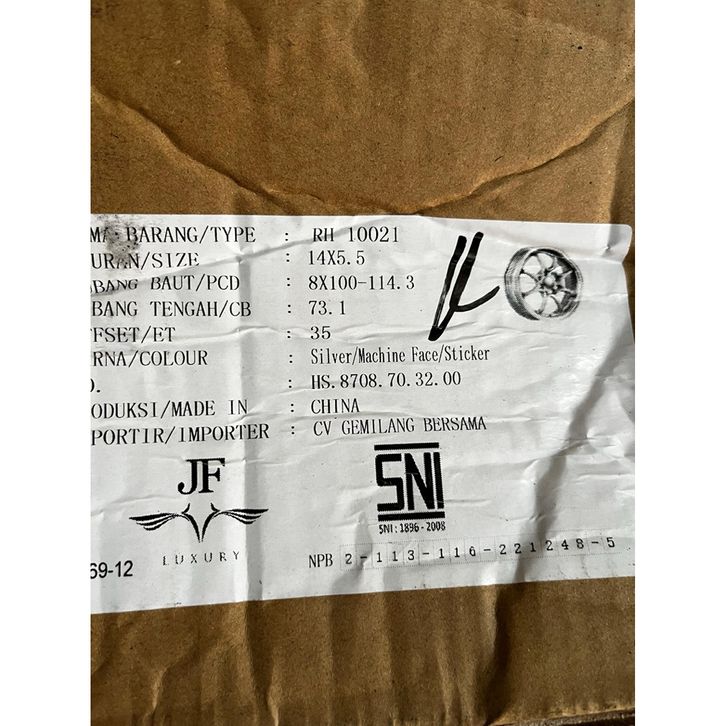 MA BARANG/TYPE : RH 10021
URAN/SIZE : 14X5.5
BANG BAUT/PCD : 8X100-114.3
BANG TENGAH/CB : 73.1
FFSET/ET : 35
RNA/COLOUR : Silver/Machine Face/Sticker
O. : HS.8708.70.32.00
ODUKSI/MADE IN : CHINA
PORTIR/IMPORTER : CV GEMILANG BERSAMA
JF
LUXURY
SNI
SNI : 1896 - 2008
69-12
NPB 2-113-116-221248-5